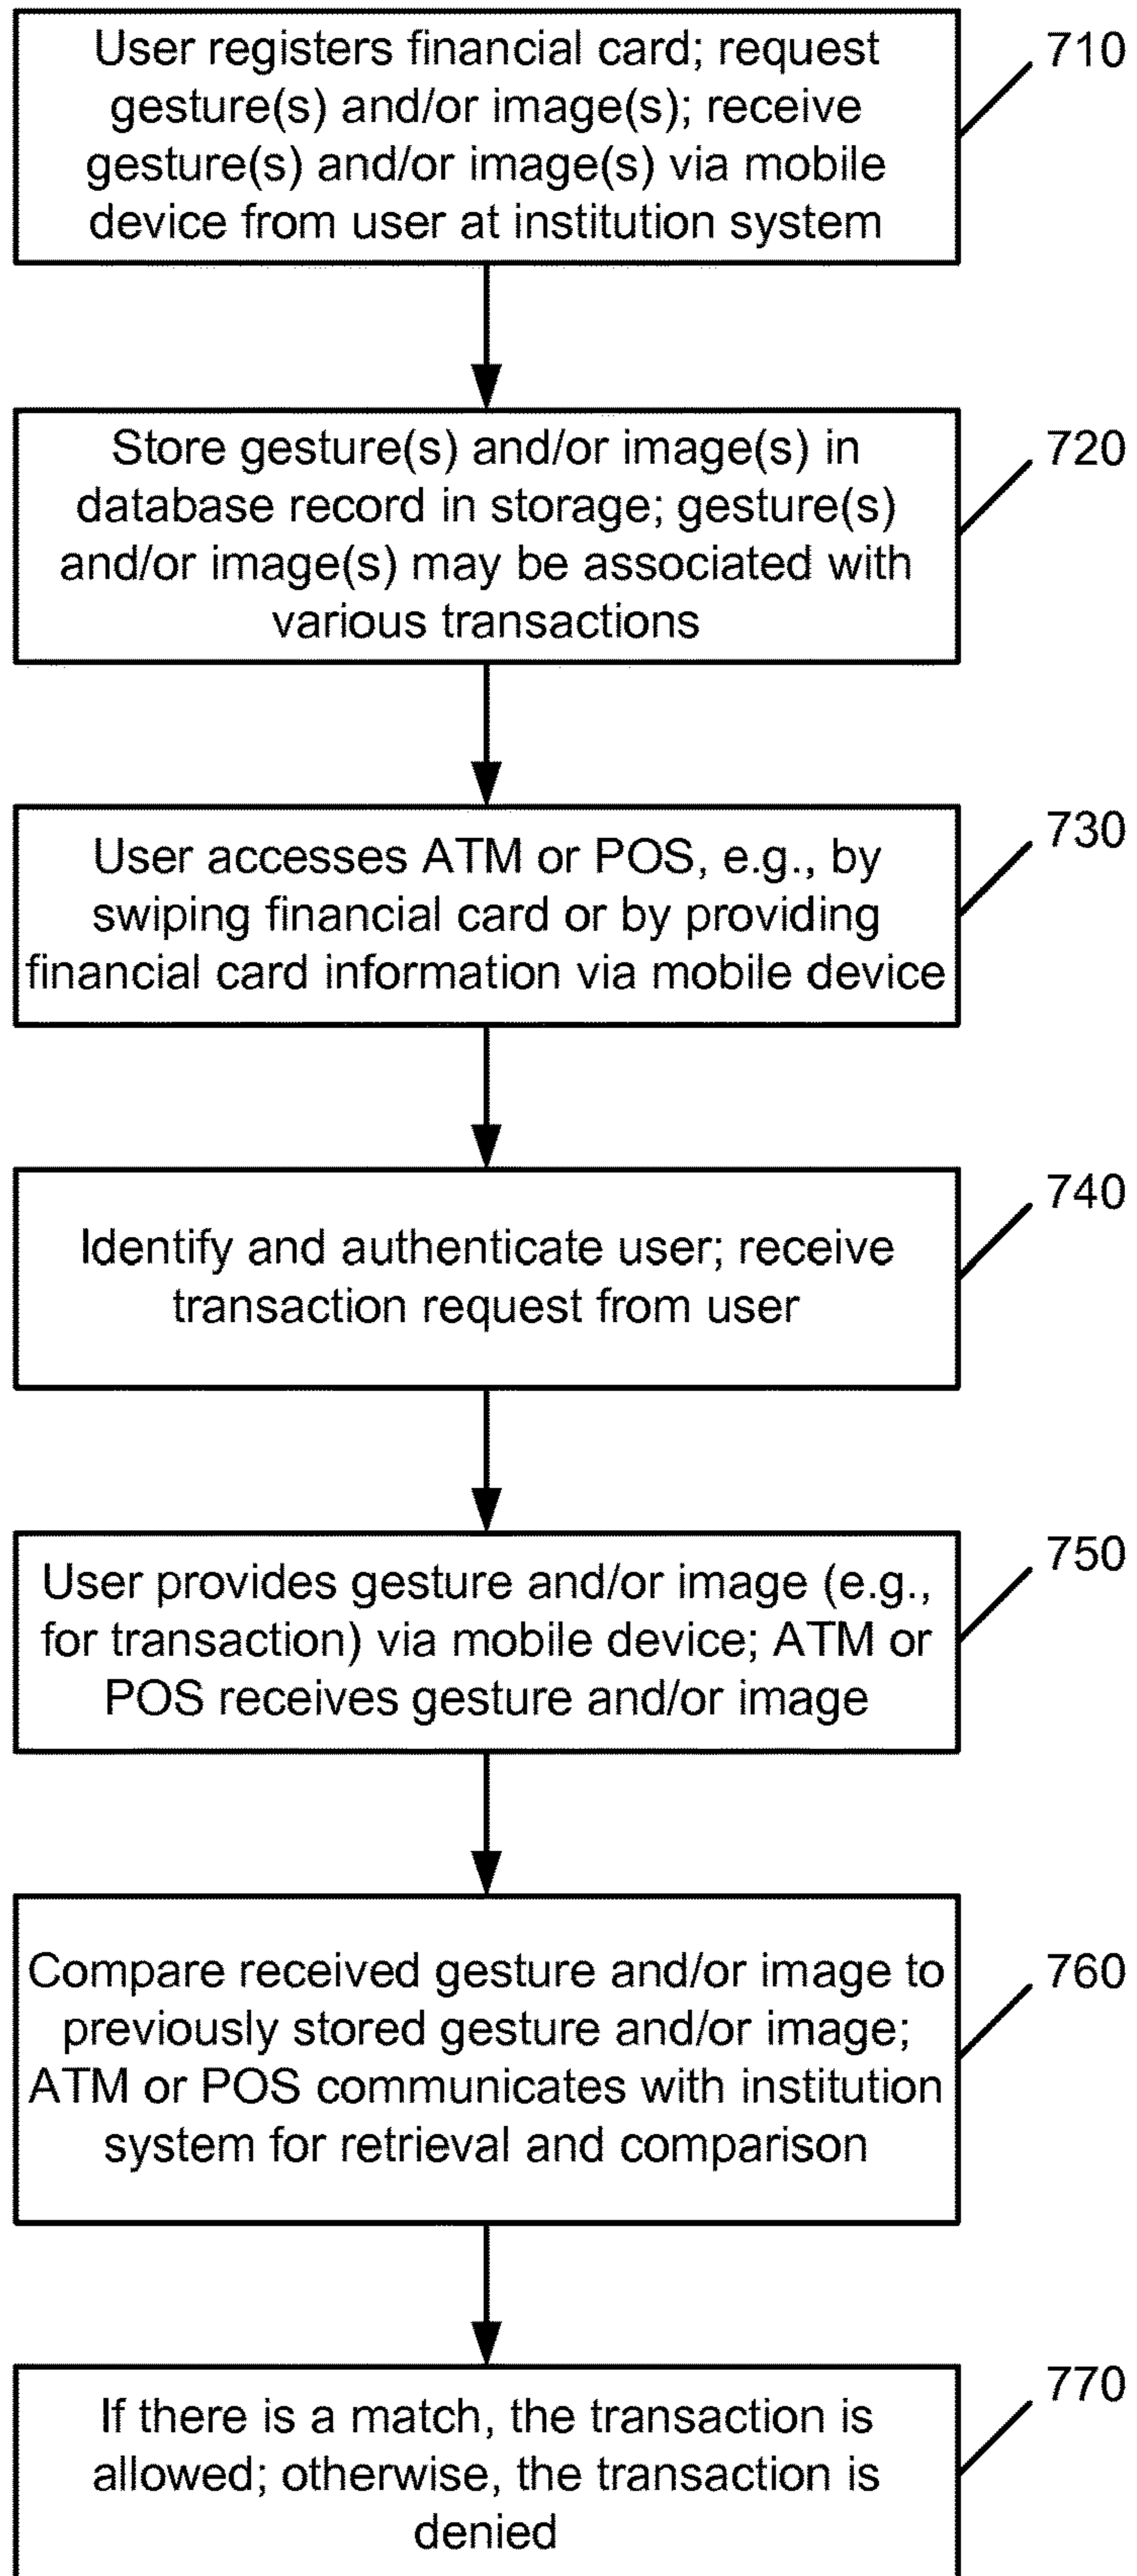 User registers financial card; request
gesture(s) and/or image(s); receive
gesture(s) and/or image(s) via mobile
device from user at institution system
710
Store gesture(s) and/or image(s) in
database record in storage; gesture(s)
and/or image(s) may be associated with
various transactions
720
User accesses ATM or POS, e.g., by
swiping financial card or by providing
financial card information via mobile device
730
Identify and authenticate user; receive
transaction request from user
740
User provides gesture and/or image (e.g.,
for transaction) via mobile device; ATM or
POS receives gesture and/or image
750
Compare received gesture and/or image to
previously stored gesture and/or image;
ATM or POS communicates with institution
system for retrieval and comparison
760
If there is a match, the transaction is
allowed; otherwise, the transaction is
denied
770